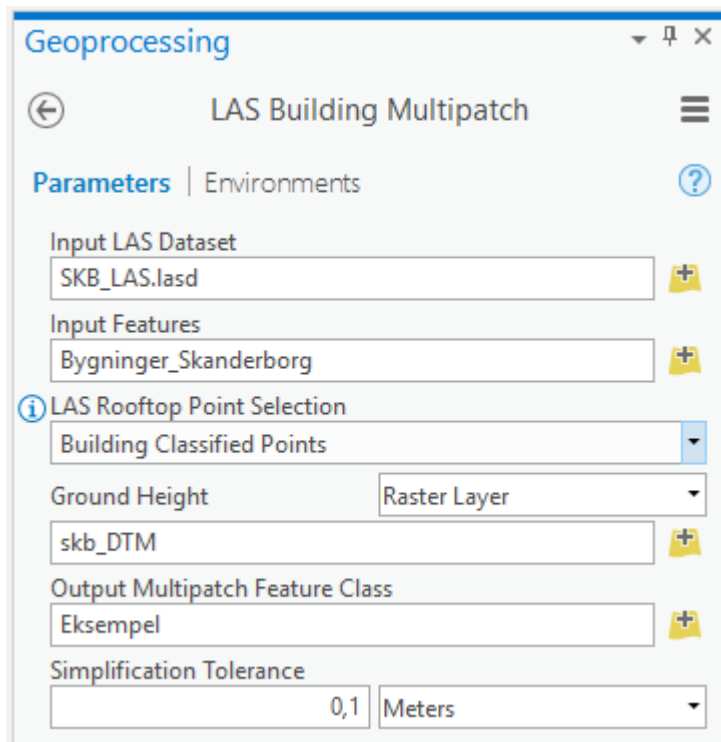 Geoprocessing
LAS Building Multipatch
Parameters | Environments
Input LAS Dataset
SKB_LAS.lasd
Input Features
Bygninger_Skanderborg
LAS Rooftop Point Selection
Building Classified Points
Ground Height Raster Layer
skb_DTM
Output Multipatch Feature Class
Eksempel
Simplification Tolerance
0,1 Meters